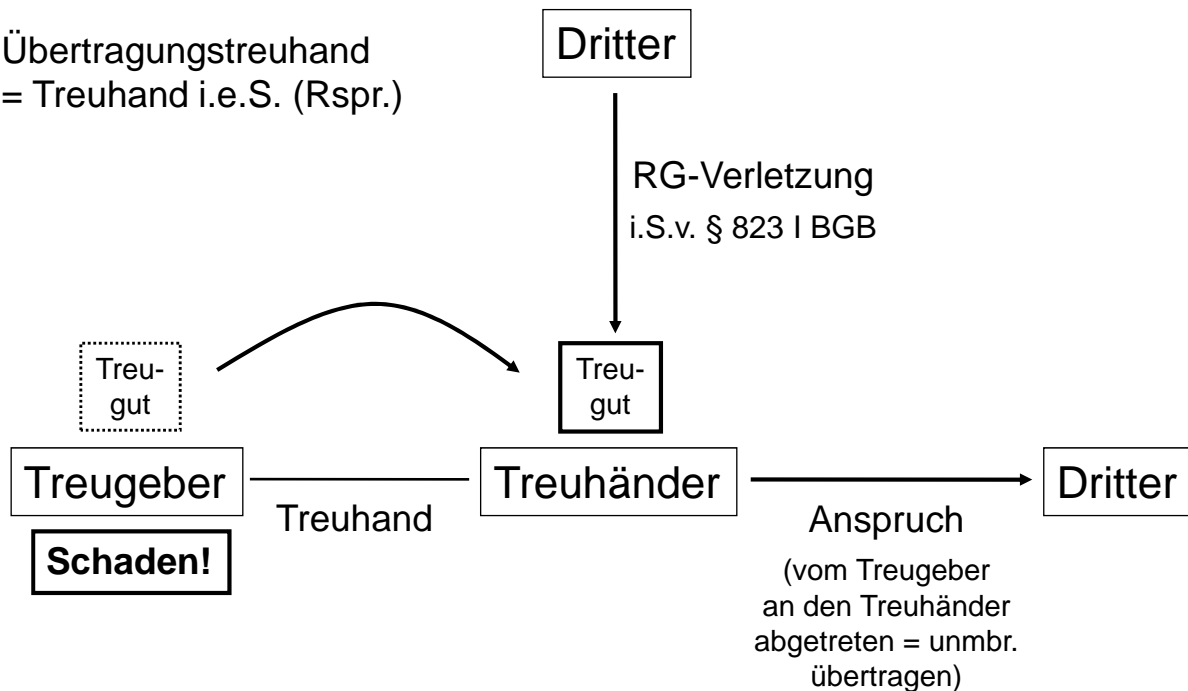 Übertragungstreuhand
= Treuhand i.e.S. (Rspr.)
Dritter
RG-Verletzung
i.S.v. § 823 I BGB
Treu-
gut
Treu-
gut
Treugeber
Treuhand
Treuhänder
Dritter
Schaden!
Anspruch
(vom Treugeber
an den Treuhänder
abgetreten = unmbr.
übertragen)